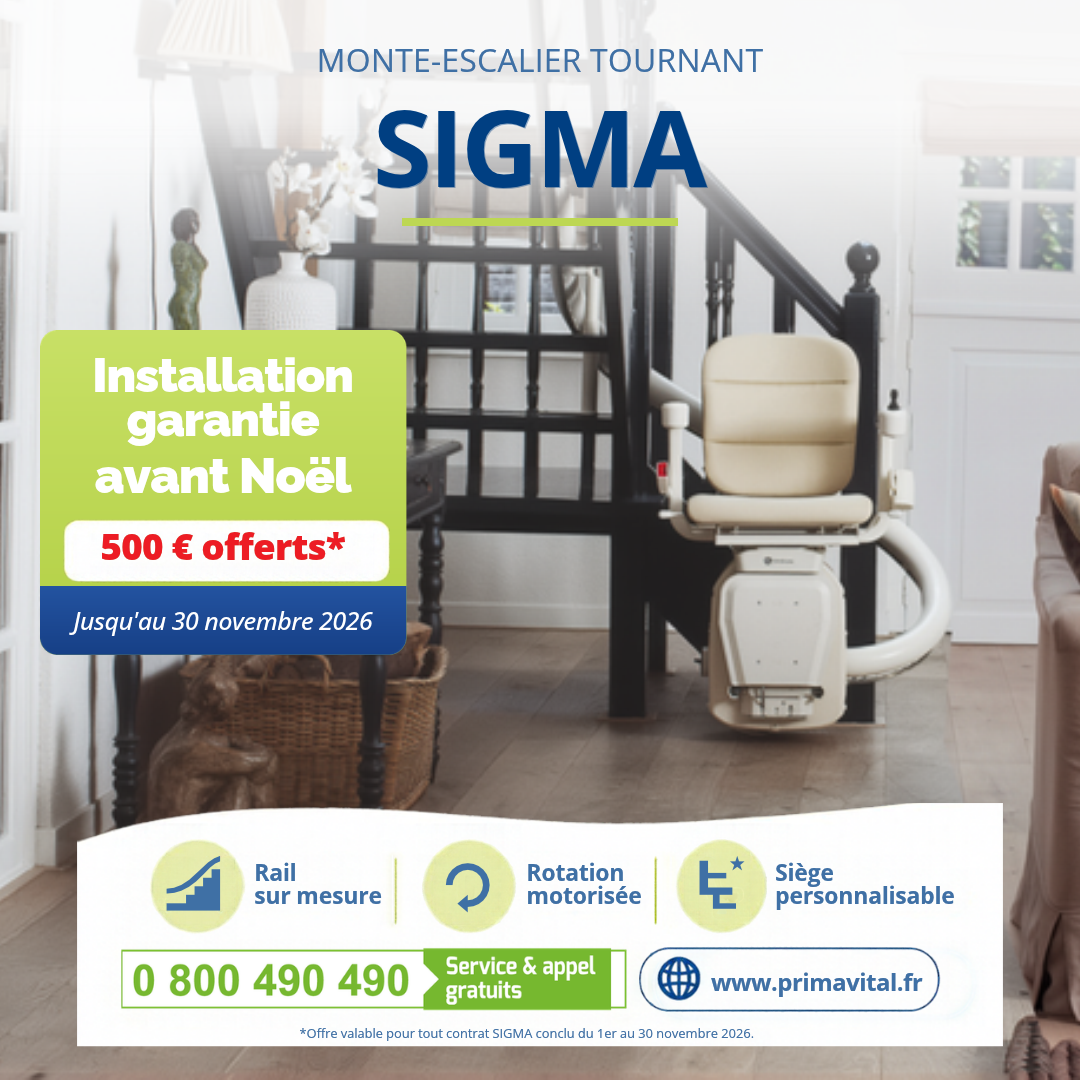 MONTE-ESCALIER TOURNANT
SIGMA
Installation
garantie
avant Noël
500 € offerts*
Jusqu'au 30 novembre 2026
Rail
sur mesure
Rotation
motorisée
Siège
personnalisable
0 800 490 490
Service & appel
gratuits
www.primavital.fr
*Offre valable pour tout contrat SIGMA conclu du 1er au 30 novembre 2026.